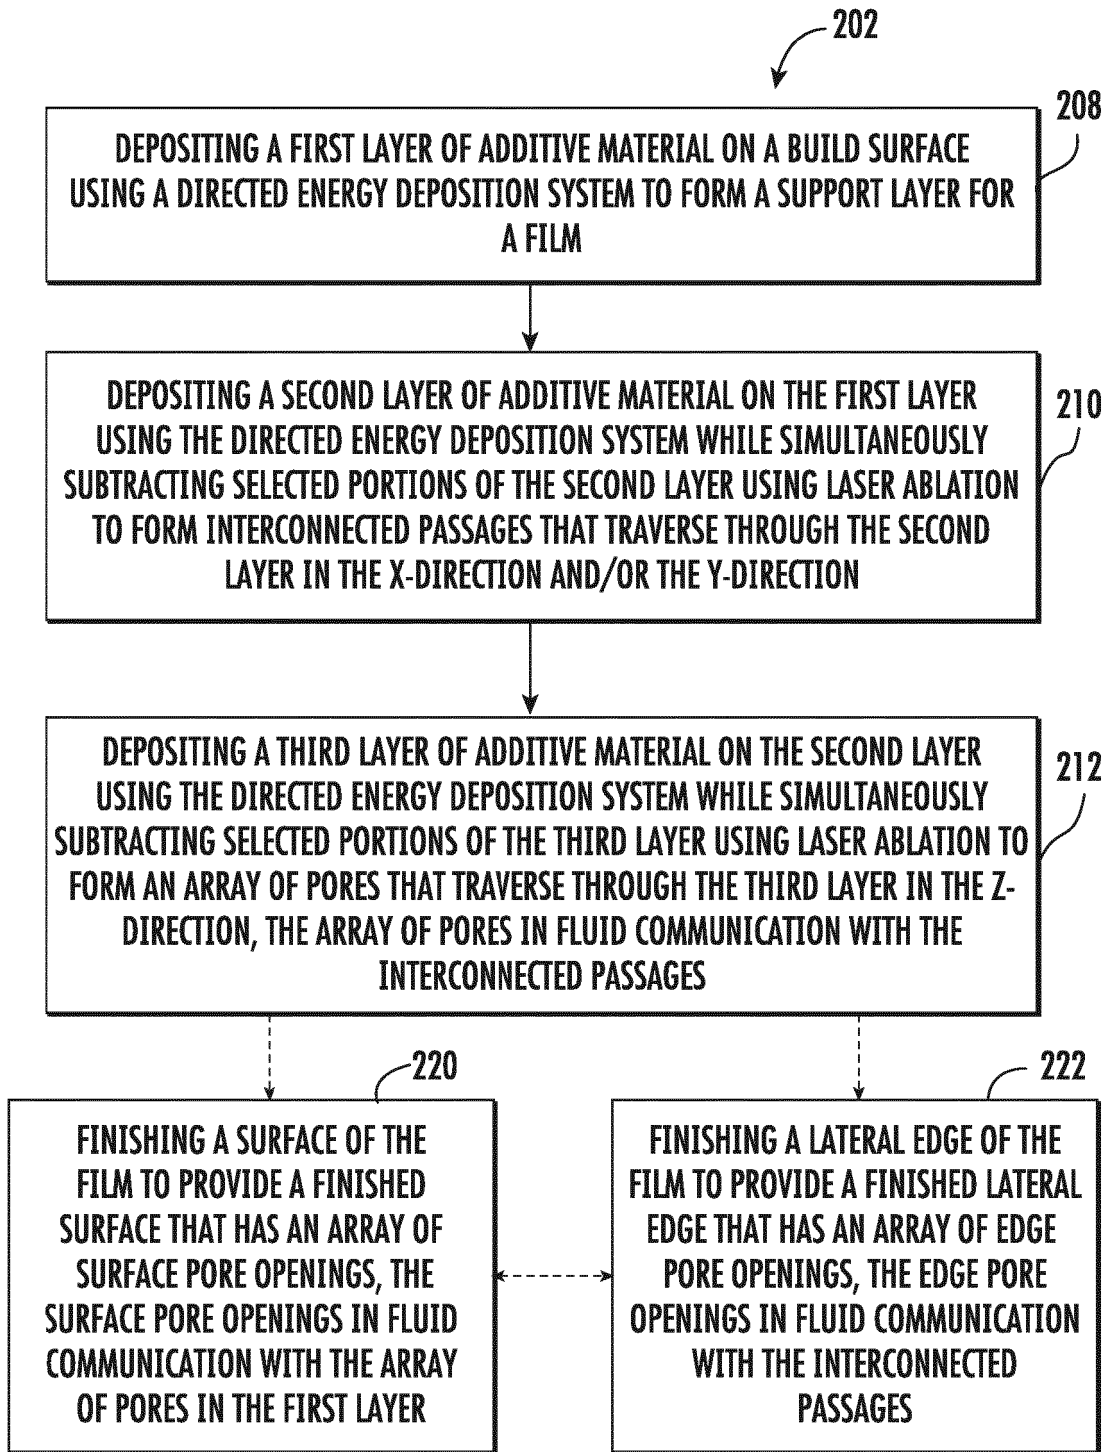 202
208
DEPOSITING A FIRST LAYER OF ADDITIVE MATERIAL ON A BUILD SURFACE
USING A DIRECTED ENERGY DEPOSITION SYSTEM TO FORM A SUPPORT LAYER FOR
A FILM
210
DEPOSITING A SECOND LAYER OF ADDITIVE MATERIAL ON THE FIRST LAYER
USING THE DIRECTED ENERGY DEPOSITION SYSTEM WHILE SIMULTANEOUSLY
SUBTRACTING SELECTED PORTIONS OF THE SECOND LAYER USING LASER ABLATION
TO FORM INTERCONNECTED PASSAGES THAT TRAVERSE THROUGH THE SECOND
LAYER IN THE X-DIRECTION AND/OR THE Y-DIRECTION
212
DEPOSITING A THIRD LAYER OF ADDITIVE MATERIAL ON THE SECOND LAYER
USING THE DIRECTED ENERGY DEPOSITION SYSTEM WHILE SIMULTANEOUSLY
SUBTRACTING SELECTED PORTIONS OF THE THIRD LAYER USING LASER ABLATION TO
FORM AN ARRAY OF PORES THAT TRAVERSE THROUGH THE THIRD LAYER IN THE Z-
DIRECTION, THE ARRAY OF PORES IN FLUID COMMUNICATION WITH THE
INTERCONNECTED PASSAGES
220
FINISHING A SURFACE OF THE
FILM TO PROVIDE A FINISHED
SURFACE THAT HAS AN ARRAY OF
SURFACE PORE OPENINGS, THE
SURFACE PORE OPENINGS IN FLUID
COMMUNICATION WITH THE ARRAY
OF PORES IN THE FIRST LAYER
222
FINISHING A LATERAL EDGE OF THE
FILM TO PROVIDE A FINISHED LATERAL
EDGE THAT HAS AN ARRAY OF EDGE
PORE OPENINGS, THE EDGE PORE
OPENINGS IN FLUID COMMUNICATION
WITH THE INTERCONNECTED
PASSAGES